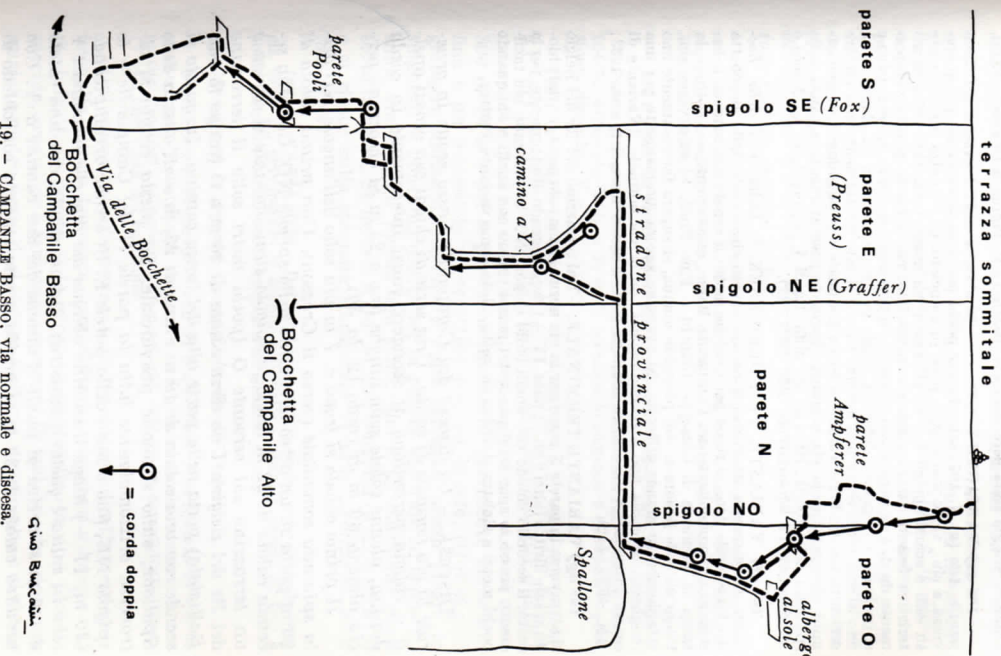 terrazza sommitale
parete S
parete E
(Preuss)
parete N
parete O
spigolo SE (Fox)
spigolo NE (Graffer)
spigolo NO
parete
Ampferer
albergo
al sole
Spallone
stradone provinciale
camino a Y
parete
Pooli
Via delle Bocchette
Bocchetta
del Campanile Basso
Bocchetta
del Campanile Alto
= corda doppia
19. – CAMPANILE BASSO, via normale e discesa.
Gino Buscaini